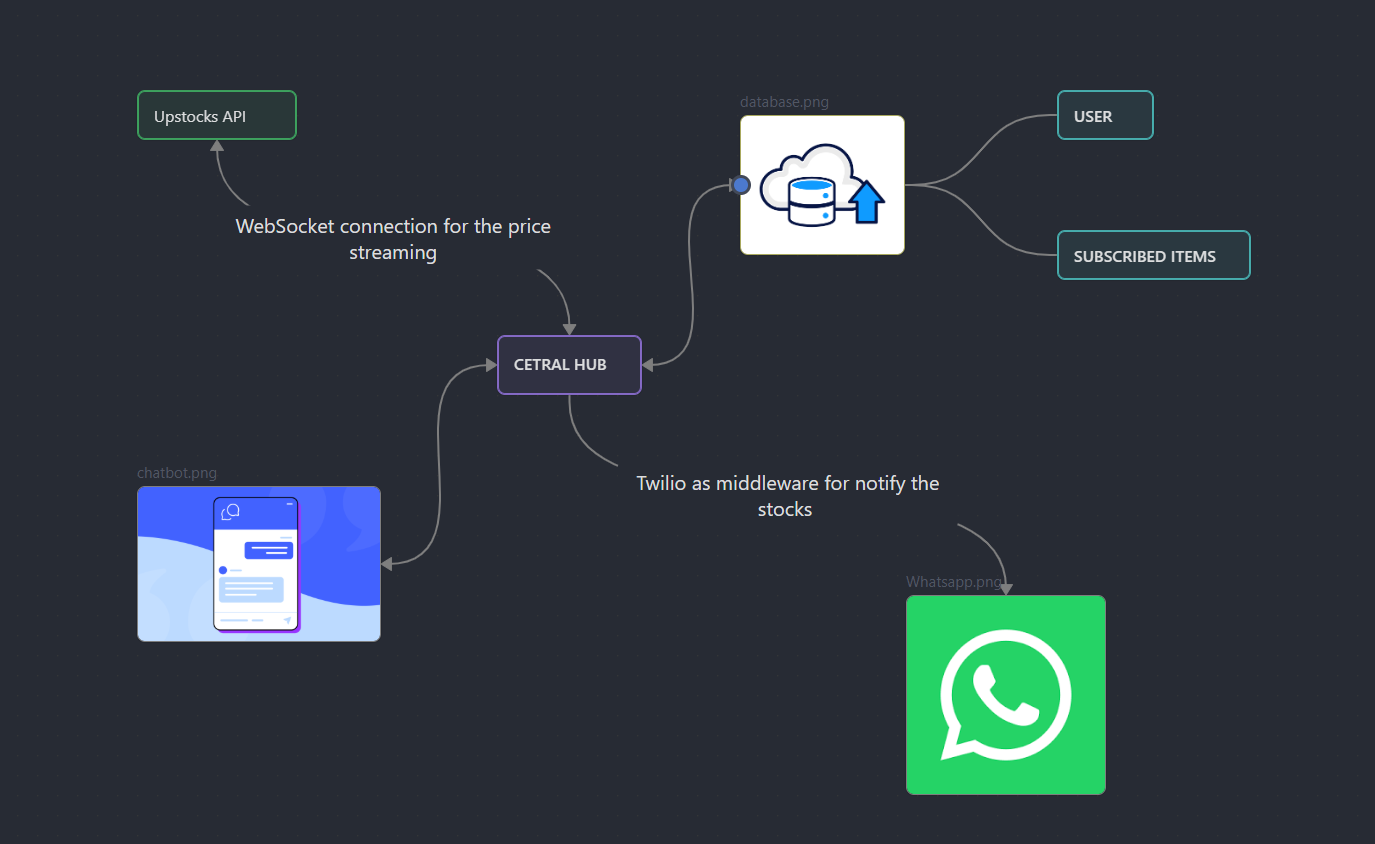 database.png
Upstocks API
USER
WebSocket connection for the price
streaming
SUBSCRIBED ITEMS
CETRAL HUB
chatbot.png
Twilio as middleware for notify the
stocks
Whatsapp.png